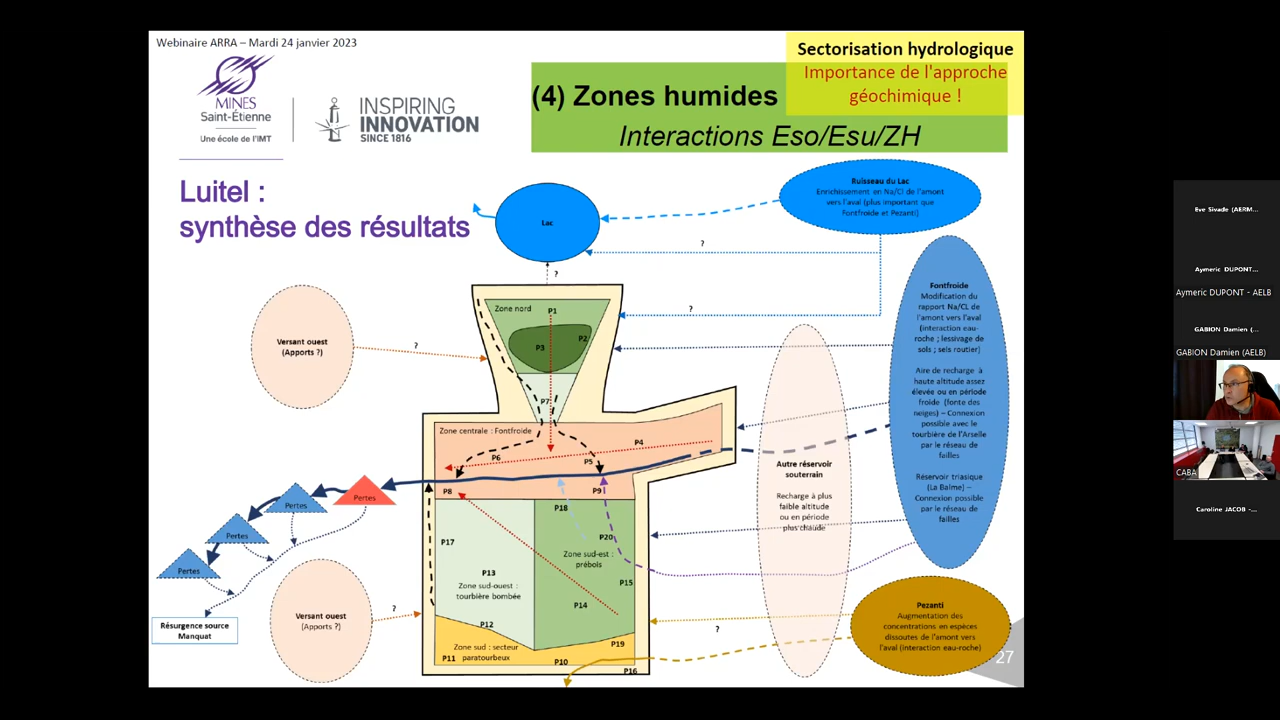 Webinaire ARRA – Mardi 24 janvier 2023
MINES
Saint-Étienne
Une école de l'IMT
INSPIRING
INNOVATION
SINCE 1816
Sectorisation hydrologique
Importance de l'approche
géochimique !
(4) Zones humides
Interactions Eso/Esu/ZH
Luitel :
synthèse des résultats
Lac
Ruisseau du Lac
Enrichissement en Na/Cl de l'amont
vers l'aval (plus important que
Fontfroide et Pezanti)
?
?
?
Zone nord
P1
P2
P3
P7
Versant ouest
(Apports ?)
?
Fontfroide
Modification du
rapport Na/CL de
l'amont vers l'aval
(interaction eau-
roche ; lessivage de
sols ; sels routier)
Aire de recharge à
haute altitude assez
élevée ou en période
froide (fonte des
neiges) – Connexion
possible avec le
tourbière de l'Arselle
par le réseau de
failles
Réservoir triasique
(La Balme) –
Connexion possible
par le réseau de
failles
Zone centrale : Fontfroide
P4
P6
P5
P8
P9
Autre réservoir
souterrain
Recharge à plus
faible altitude
ou en période
plus chaude
Pertes
Pertes
Pertes
Pertes
Résurgence source
Manquat
P18
P17
P20
Zone sud-est :
prébois
P13
Zone sud-ouest :
tourbière bombée
P15
P14
P12
Versant ouest
(Apports ?)
?
Zone sud : secteur
paratourbeux
P11
P10
P19
P16
?
Pezanti
Augmentation des
concentrations en espèces
dissoutes de l'amont vers
l'aval (interaction eau-roche)
27
Eve Sivade (AERM...
Aymeric DUPONT...
Aymeric DUPONT - AELB
GABION Damien (...
GABION Damien (AELB)
CABA
Caroline JACOB -...